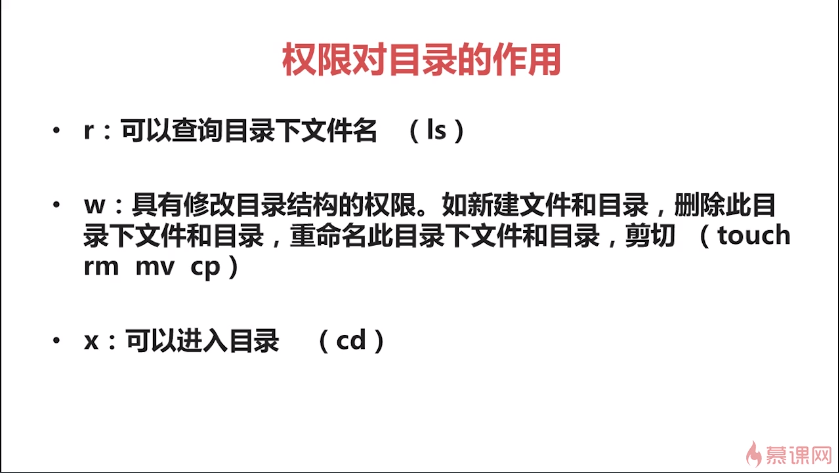 权限对目录的作用
• r：可以查询目录下文件名 （ls）
• w：具有修改目录结构的权限。如新建文件和目录，删除此目
录下文件和目录，重命名此目录下文件和目录，剪切 （touch
rm mv cp）
• x：可以进入目录 （cd）
慕课网